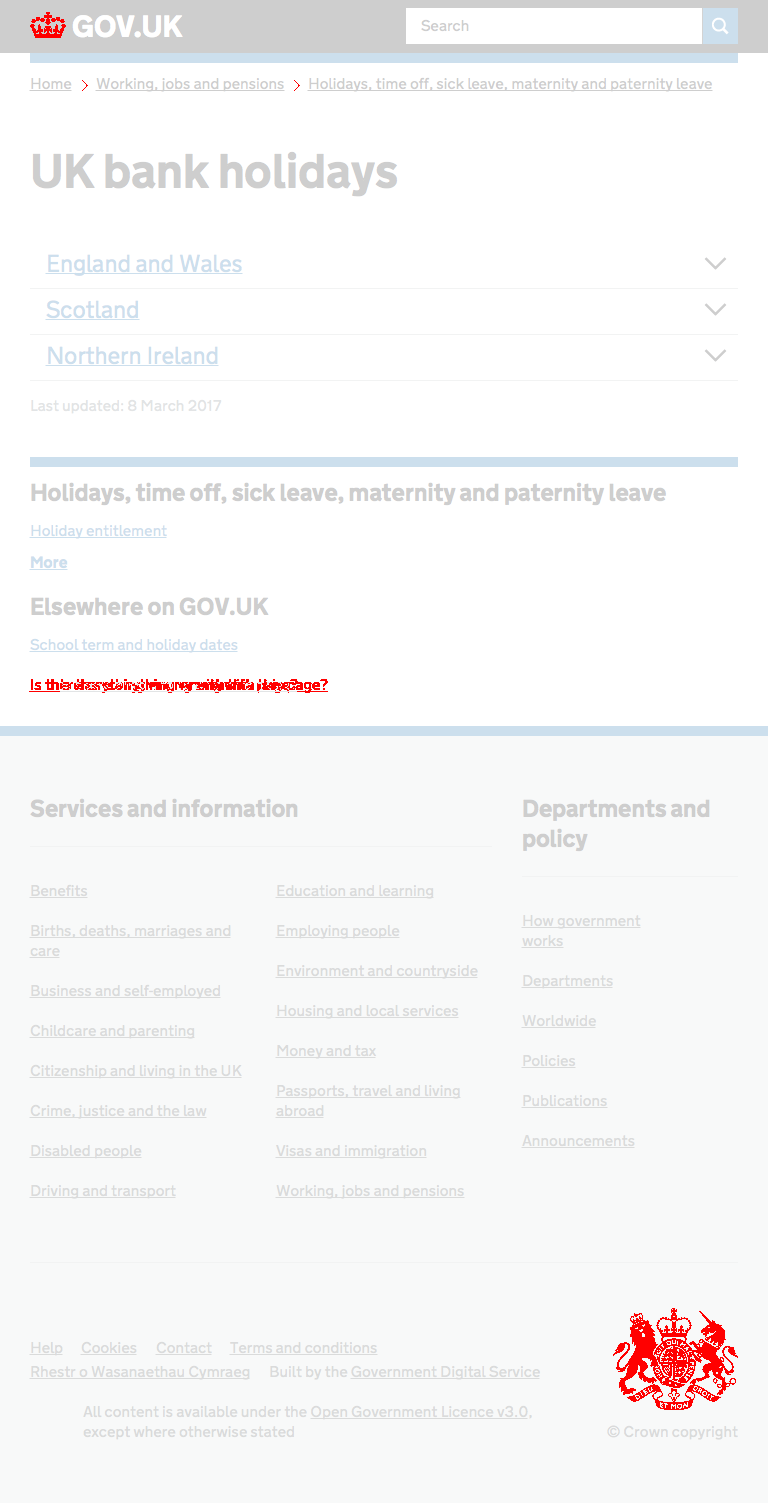 GOV.UK
Search
Home
Working, jobs and pensions
Holidays, time off, sick leave, maternity and paternity leave
UK bank holidays
England and Wales
Scotland
Northern Ireland
Last updated: 8 March 2017
Holidays, time off, sick leave, maternity and paternity leave
Holiday entitlement
More
Elsewhere on GOV.UK
School term and holiday dates
Services and information
Benefits
Births, deaths, marriages and
care
Business and self-employed
Childcare and parenting
Citizenship and living in the UK
Crime, justice and the law
Disabled people
Driving and transport
Education and learning
Employing people
Environment and countryside
Housing and local services
Money and tax
Passports, travel and living
abroad
Visas and immigration
Working, jobs and pensions
Departments and
policy
How government
works
Departments
Worldwide
Policies
Publications
Announcements
Help Cookies Contact Terms and conditions
Rhestr o Wasanaethau Cymraeg Built by the Government Digital Service
All content is available under the Open Government Licence v3.0,
except where otherwise stated
© Crown copyright